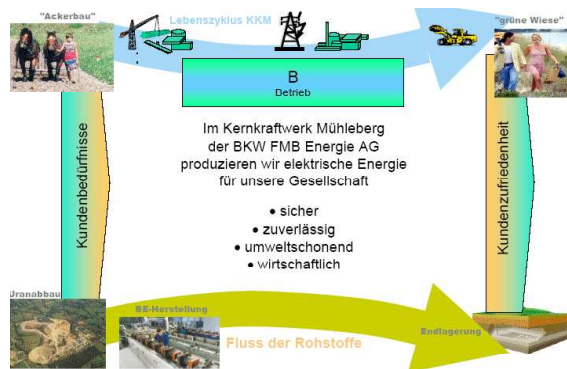 "Ackerbau"
Lebenszyklus KKM
"grüne Wiese"
B
Detrieb
Kundenbedürfnisse
Im Kernkraftwerk Mühleberg
der BKW FMB Energie AG
produzieren wir elektrische Energie
für unsere Gesellschaft
• sicher
• zuverlässig
• umweltschonend
• wirtschaftlich
Kundenzufriedenheit
Uranabbau
BE-Herstellung
Fluss der Rohstoffe
Endlagerung